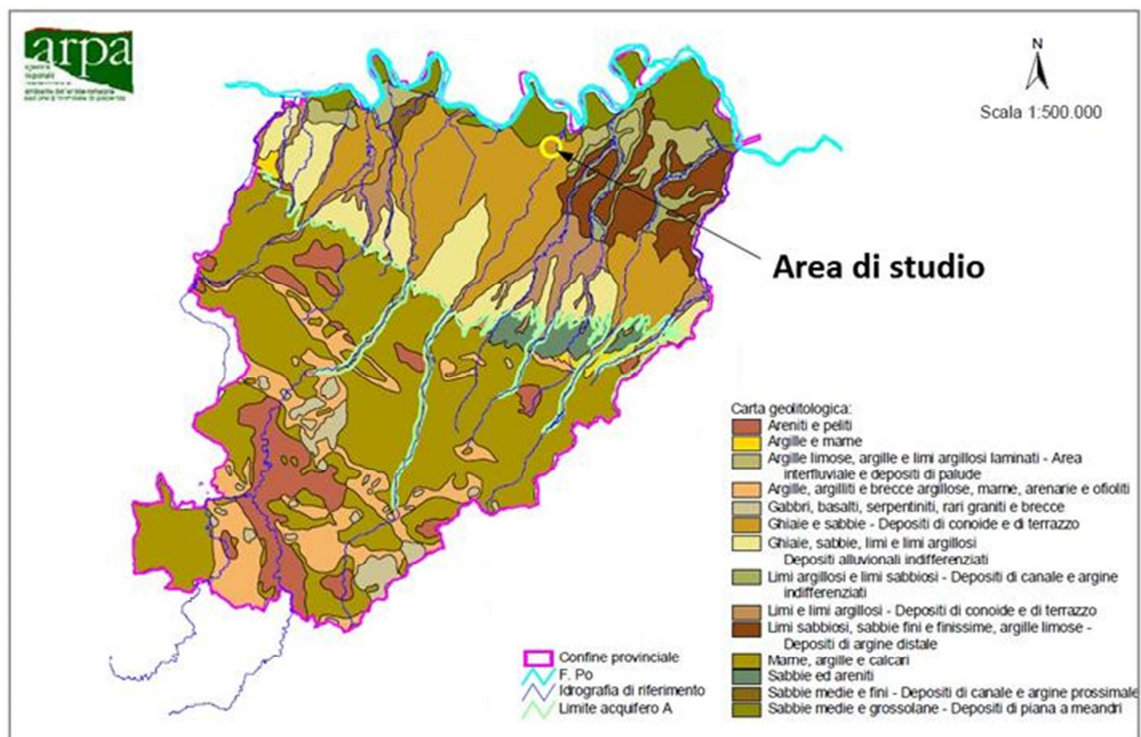 arpa
N
Scala 1:500.000
Area di studio
Carta geolitologica:
Areniti e peliti
Argille e marne
Argille limose, argille e limi argillosi laminati - Area
interfluviale e depositi di palude
Argille, argilliti e brecce argillose, marne, arenarie e ofioliti
Gabbri, basalti, serpentiniti, rari graniti e brecce
Ghiaie e sabbie - Depositi di conoide e di terrazzo
Ghiaie, sabbie, limi e limi argillosi
Depositi alluvionali indifferenziati
Limi argillosi e limi sabbiosi - Depositi di canale e argine
indifferenziati
Limi e limi argillosi - Depositi di conoide e di terrazzo
Limi sabbiosi, sabbie fini e finissime, argille limose -
Depositi di argine distale
Marne, argille e calcari
Sabbie ed areniti
Sabbie medie e fini - Depositi di canale e argine prossimale
Sabbie medie e grossolane - Depositi di piana a meandri
Confine provinciale
F. Po
Idrografia di riferimento
Limite acquifero A